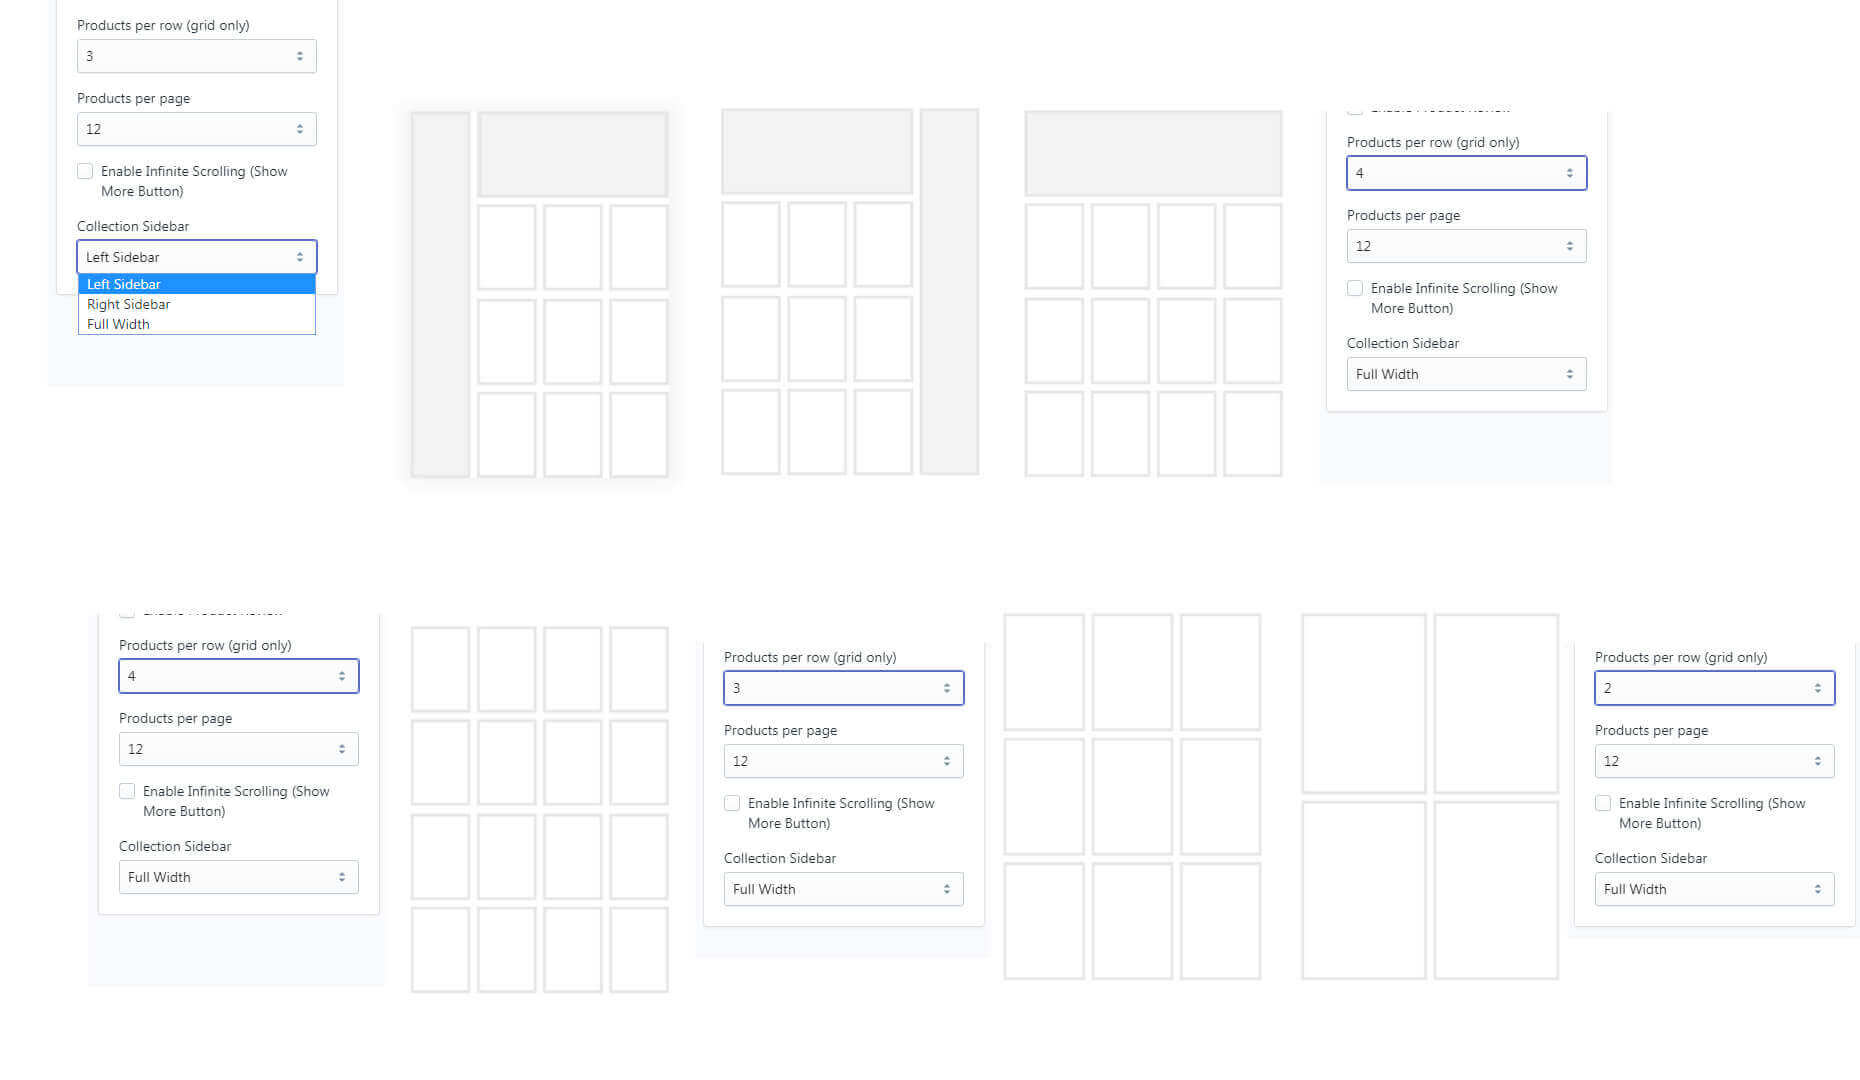 Products per row (grid only)
3
Products per page
12
Enable Infinite Scrolling (Show
More Button)
Collection Sidebar
Left Sidebar
Left Sidebar
Right Sidebar
Full Width
Products per row (grid only)
4
Products per page
12
Enable Infinite Scrolling (Show
More Button)
Collection Sidebar
Full Width
Products per row (grid only)
4
Products per page
12
Enable Infinite Scrolling (Show
More Button)
Collection Sidebar
Full Width
Products per row (grid only)
3
Products per page
12
Enable Infinite Scrolling (Show
More Button)
Collection Sidebar
Full Width
Products per row (grid only)
2
Products per page
12
Enable Infinite Scrolling (Show
More Button)
Collection Sidebar
Full Width